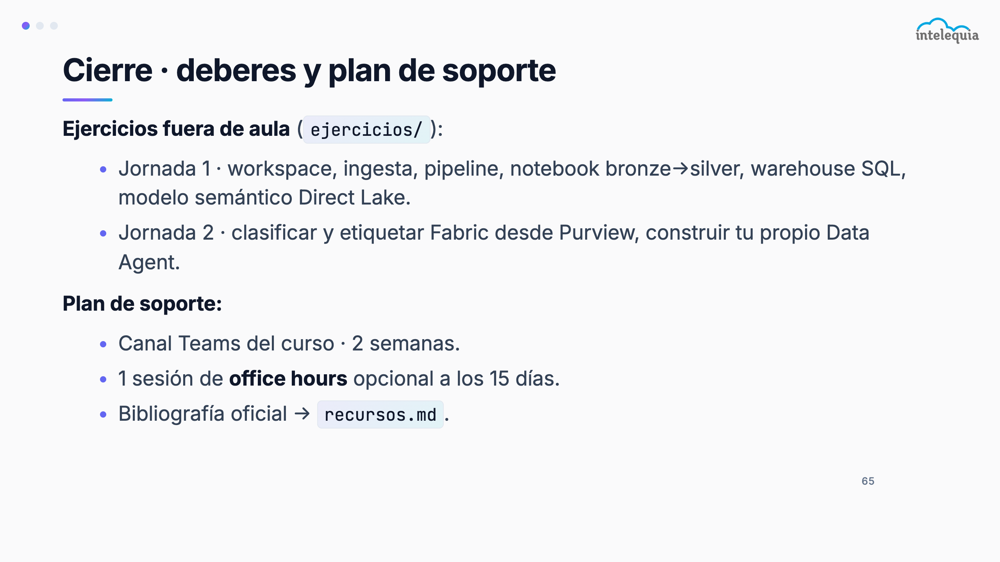 intelequia
Cierre · deberes y plan de soporte
Ejercicios fuera de aula (ejercicios/):
• Jornada 1 · workspace, ingesta, pipeline, notebook bronze→silver, warehouse SQL,
modelo semántico Direct Lake.
• Jornada 2 · clasificar y etiquetar Fabric desde Purview, construir tu propio Data
Agent.
Plan de soporte:
• Canal Teams del curso · 2 semanas.
• 1 sesión de office hours opcional a los 15 días.
• Bibliografía oficial → recursos.md.
65